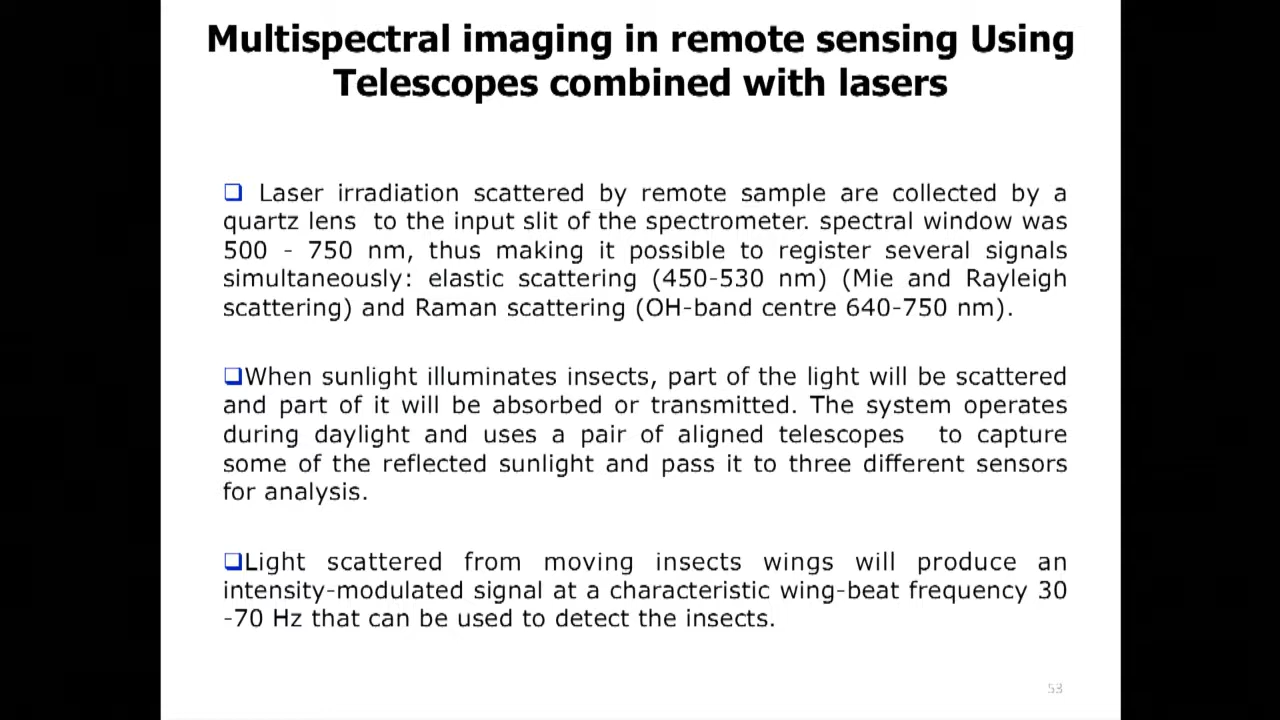 Multispectral imaging in remote sensing Using
Telescopes combined with lasers
❑ Laser irradiation scattered by remote sample are collected by a
quartz lens to the input slit of the spectrometer. spectral window was
500 - 750 nm, thus making it possible to register several signals
simultaneously: elastic scattering (450-530 nm) (Mie and Rayleigh
scattering) and Raman scattering (OH-band centre 640-750 nm).
❑When sunlight illuminates insects, part of the light will be scattered
and part of it will be absorbed or transmitted. The system operates
during daylight and uses a pair of aligned telescopes to capture
some of the reflected sunlight and pass it to three different sensors
for analysis.
❑Light scattered from moving insects wings will produce an
intensity-modulated signal at a characteristic wing-beat frequency 30
-70 Hz that can be used to detect the insects.
53